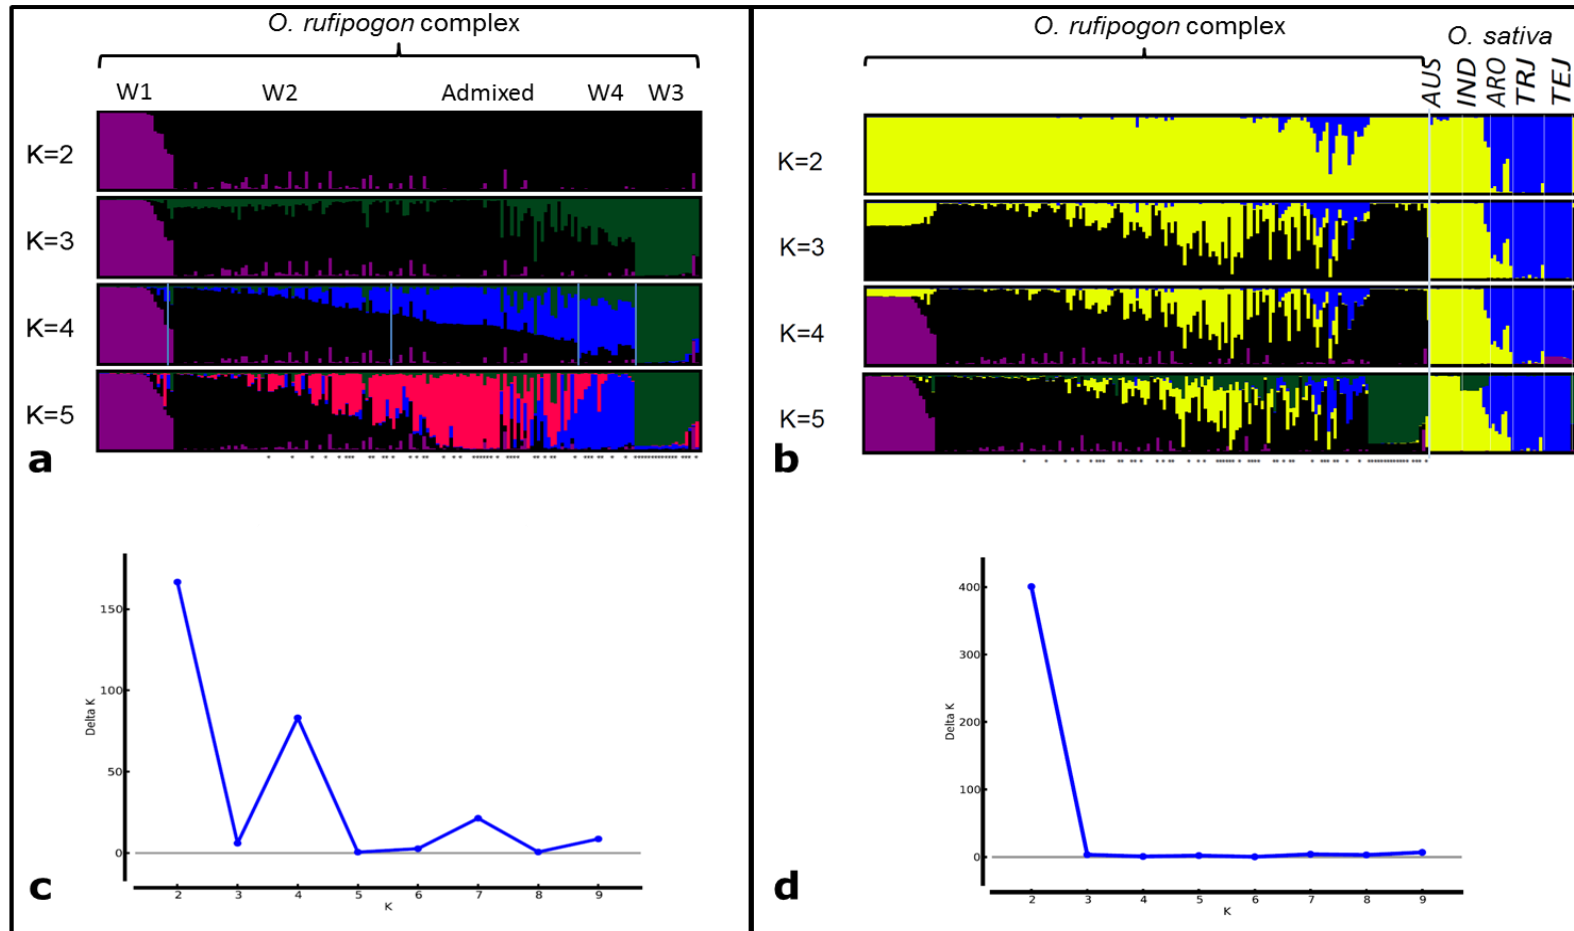 O. rufipogon complex
W1 W2 Admixed W4 W3
K=2
K=3
K=4
K=5
a
O. rufipogon complex
O. sativa
AUS IND ARO TRJ TEJ
K=2
K=3
K=4
K=5
b
150
100
50
0
Delta K
2 3 4 5 6 7 8 9
K
c
400
300
200
100
0
Delta K
2 3 4 5 6 7 8 9
K
d